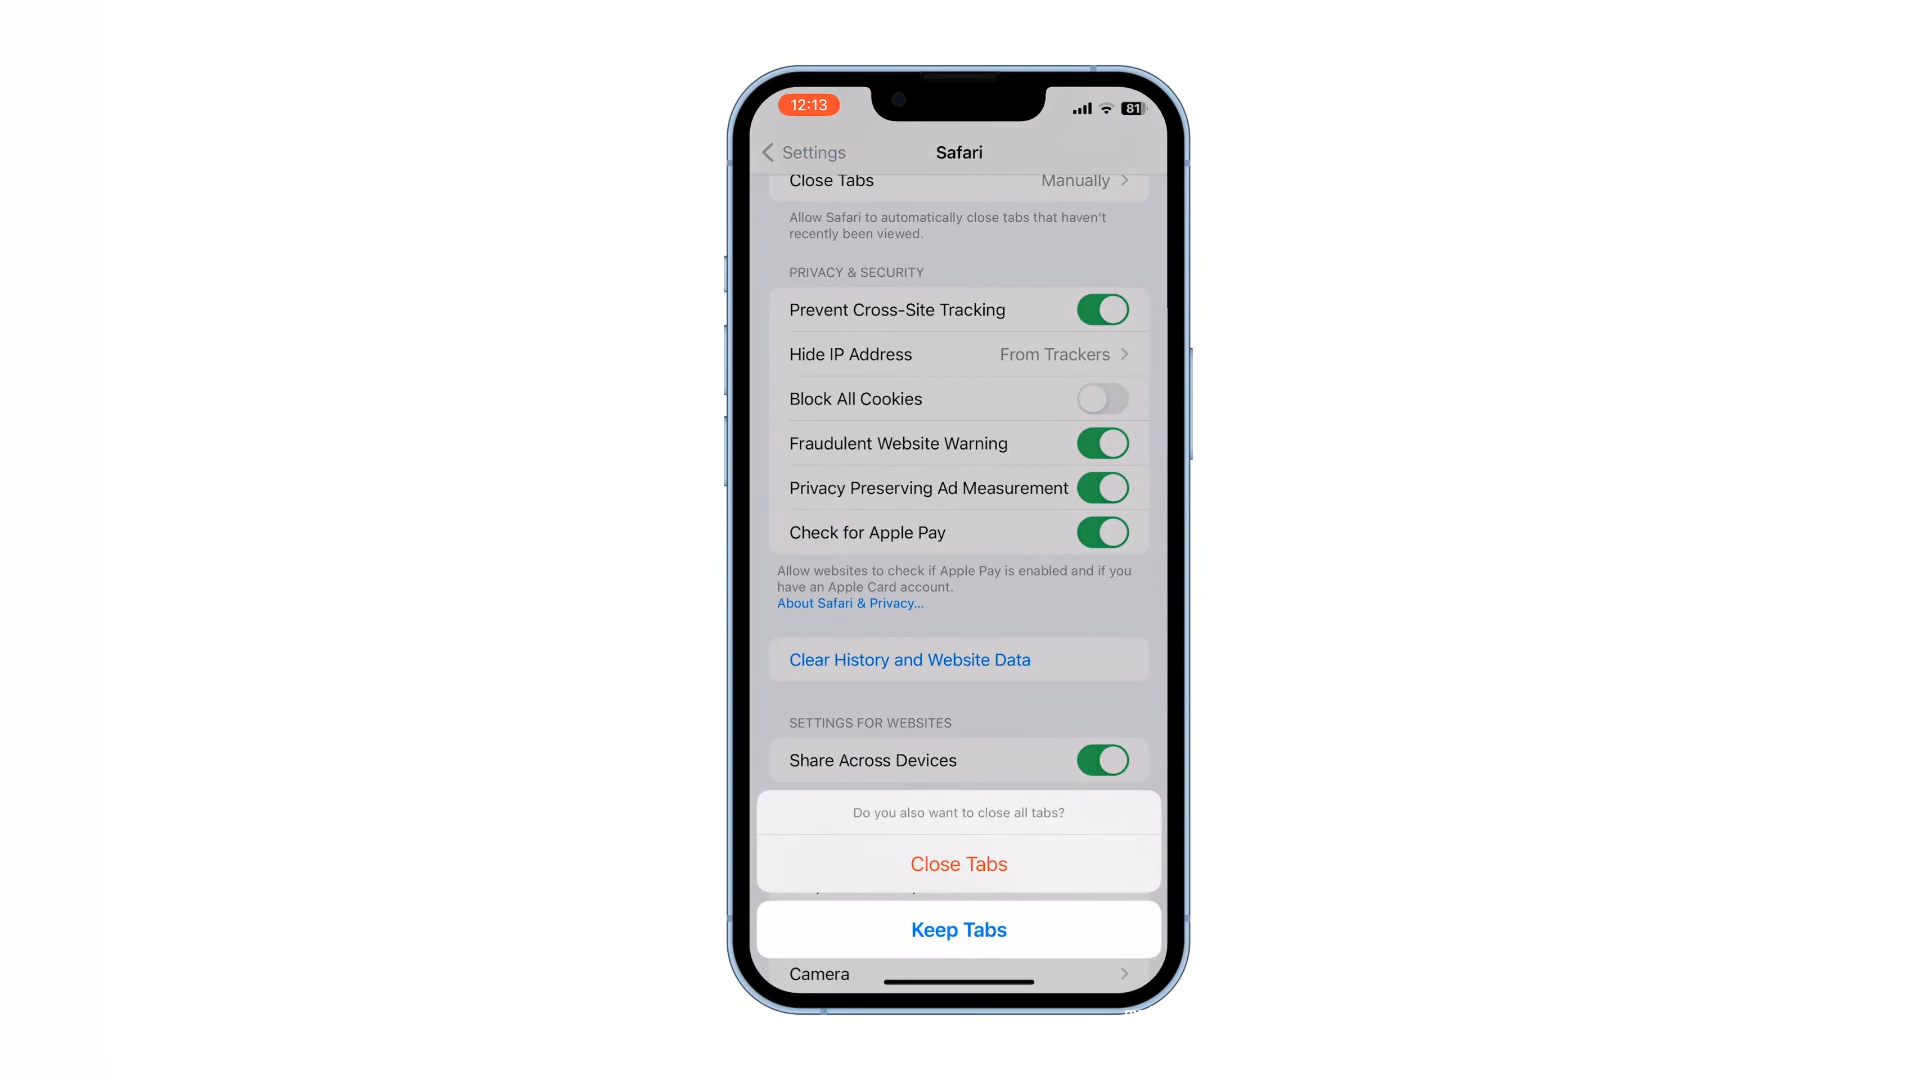 12:13
81
Settings
Safari
Close Tabs
Manually
Allow Safari to automatically close tabs that haven't
recently been viewed.
PRIVACY & SECURITY
Prevent Cross-Site Tracking
Hide IP Address
From Trackers
Block All Cookies
Fraudulent Website Warning
Privacy Preserving Ad Measurement
Check for Apple Pay
Allow websites to check if Apple Pay is enabled and if you
have an Apple Card account.
About Safari & Privacy...
Clear History and Website Data
SETTINGS FOR WEBSITES
Share Across Devices
Do you also want to close all tabs?
Close Tabs
Keep Tabs
Camera